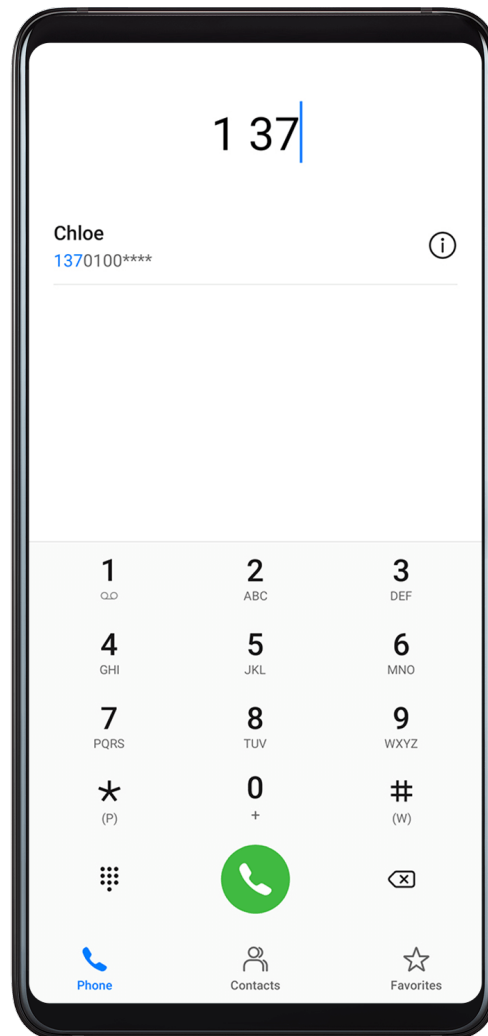 1 37
Chloe
1370100****
1 2 3
ABC DEF
4 5 6
GHI JKL MNO
7 8 9
PQRS TUV WXYZ
* 0 #
(P) + (W)
Phone Contacts Favorites